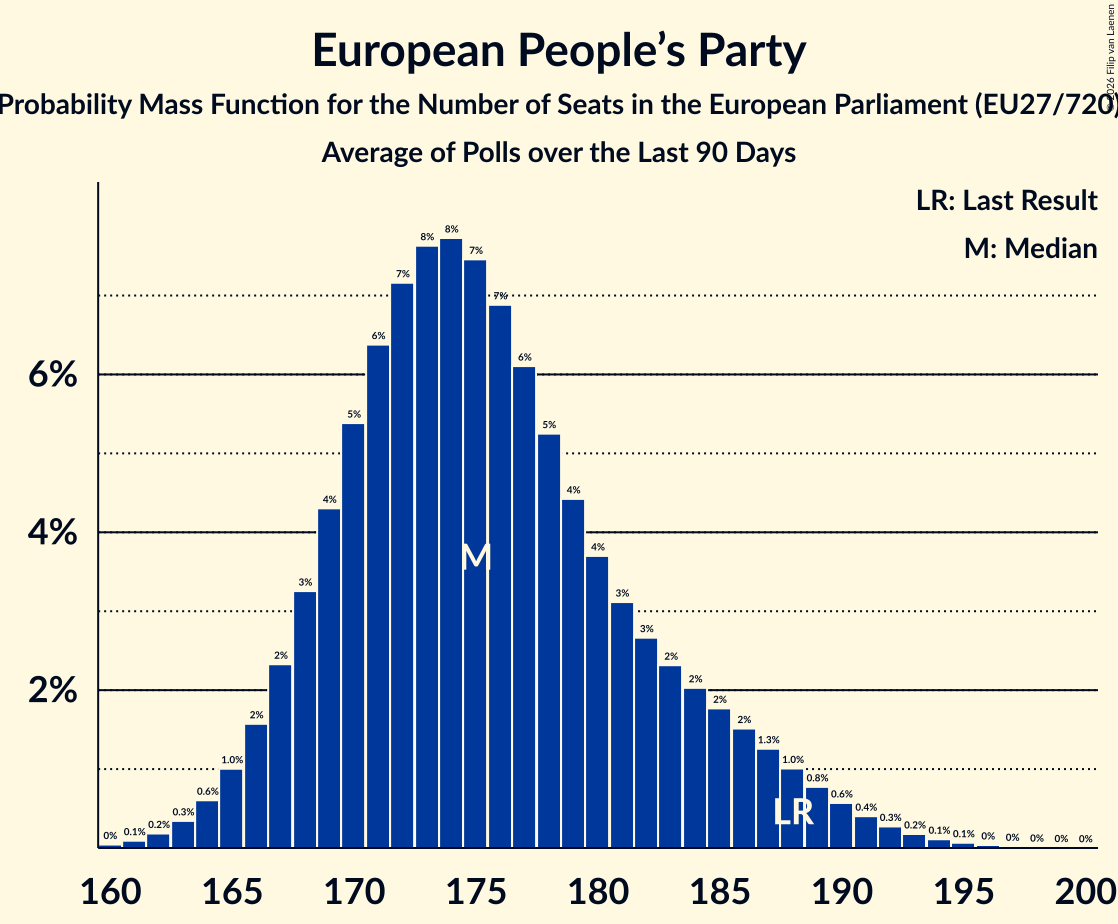 European People’s Party
Probability Mass Function for the Number of Seats in the European Parliament (EU27/720)
Average of Polls over the Last 90 Days
© 2026 Filip van Laenen
LR: Last Result
M: Median
6%
4%
2%
0% 0.1% 0.2% 0.3% 0.6% 1.0% 2% 2% 3% 4% 5% 6% 7% 8% 8% 7% 7% 6% 5% 4% 4% 3% 3% 2% 2% 2% 2% 1.3% 1.0% 0.8% 0.6% 0.4% 0.3% 0.2% 0.1% 0.1% 0% 0% 0% 0% 0%
M
LR
160 165 170 175 180 185 190 195 200